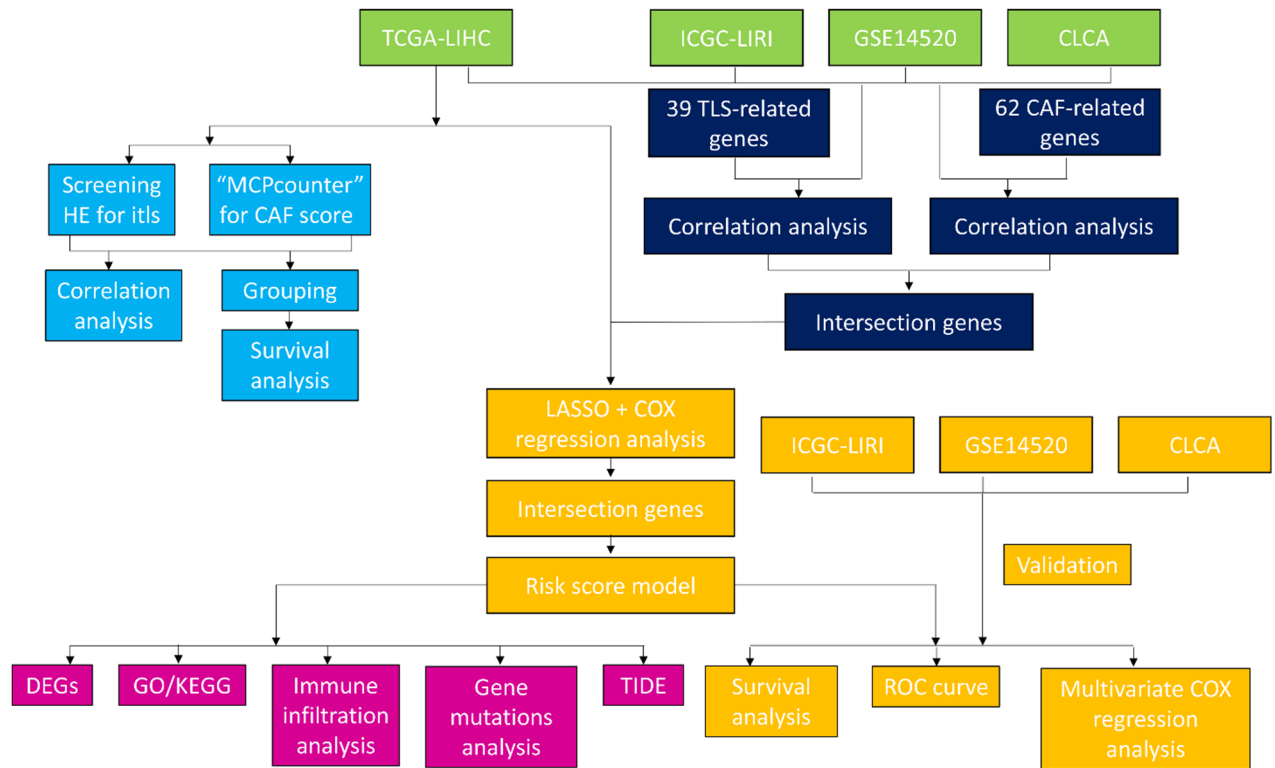 TCGA-LIHC
ICGC-LIRI
GSE14520
CLCA
39 TLS-related
genes
62 CAF-related
genes
Screening
HE for itls
“MCPcounter”
for CAF score
Correlation analysis
Correlation analysis
Correlation
analysis
Grouping
Intersection genes
Survival
analysis
LASSO + COX
regression analysis
ICGC-LIRI
GSE14520
CLCA
Intersection genes
Validation
Risk score model
DEGs
GO/KEGG
Immune
infiltration
analysis
Gene
mutations
analysis
TIDE
Survival
analysis
ROC curve
Multivariate COX
regression
analysis